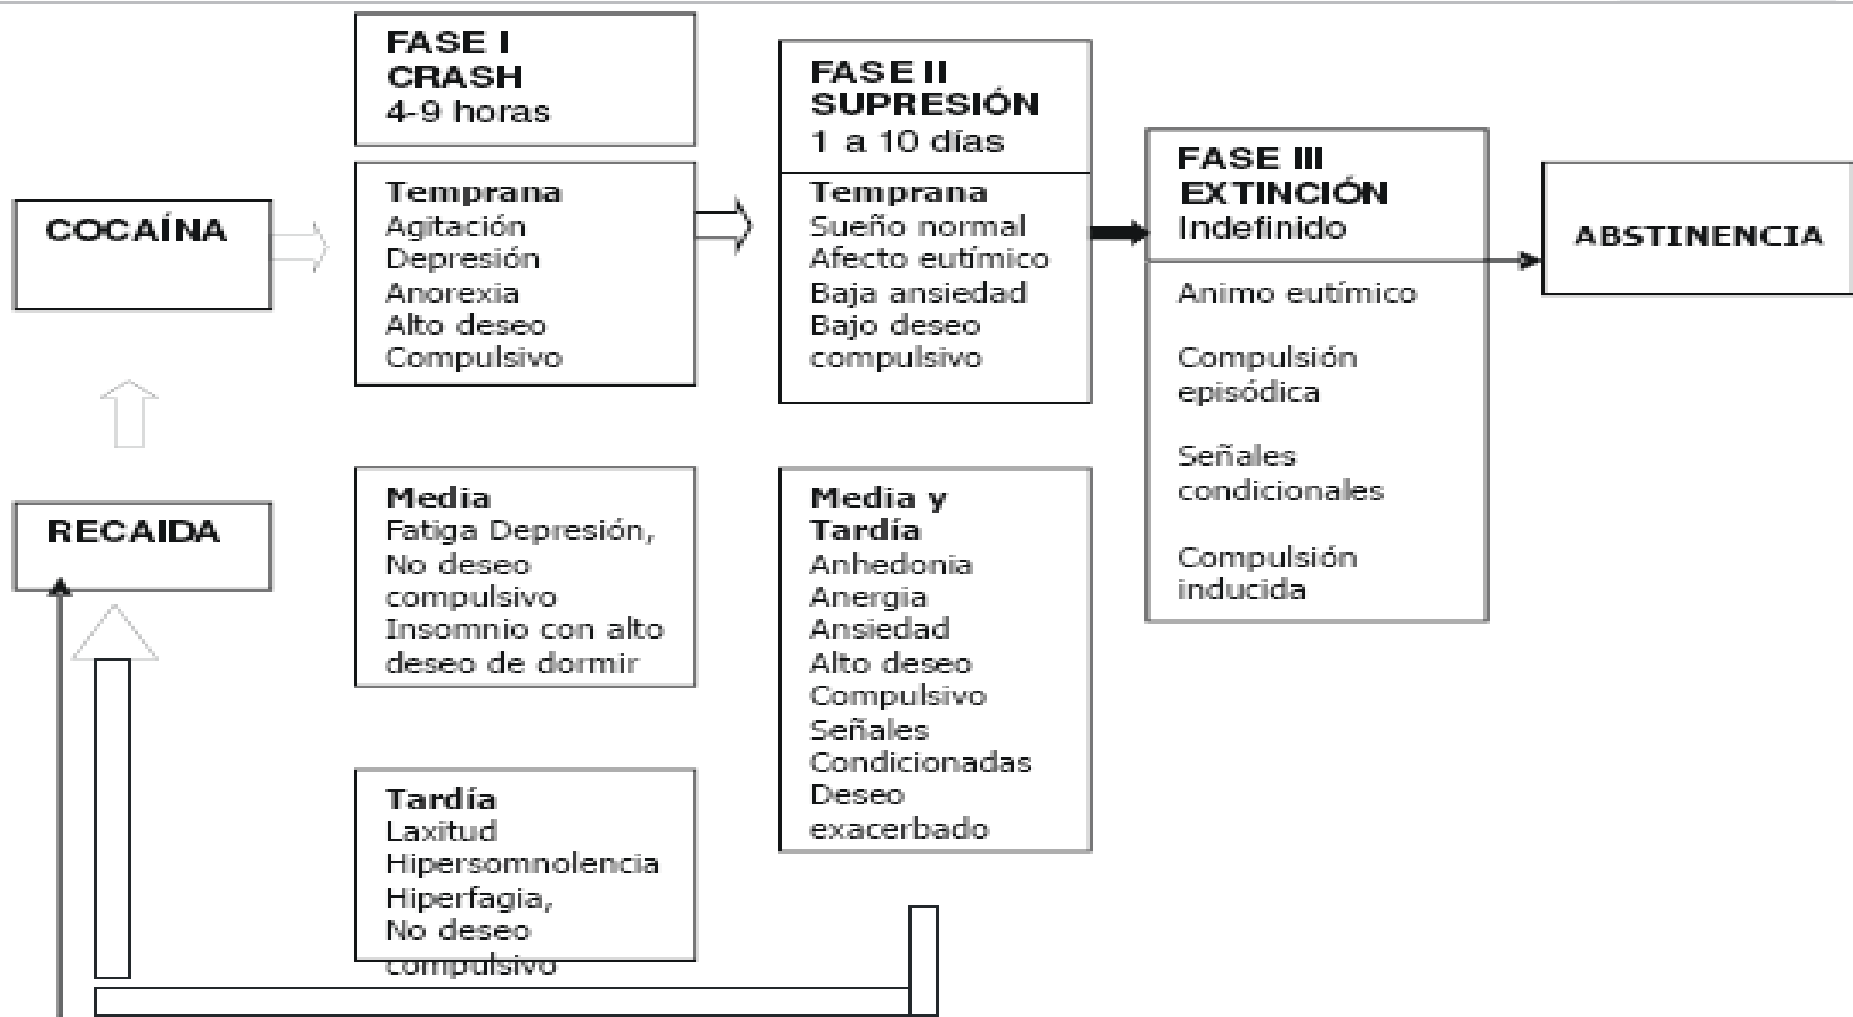 COCAÍNA
RECAIDA
FASE I
CRASH
4-9 horas
Temprana
Agitación
Depresión
Anorexia
Alto deseo
Compulsivo
Media
Fatiga Depresión,
No deseo
compulsivo
Insomnio con alto
deseo de dormir
Tardía
Laxitud
Hipersomnolencia
Hiperfagia,
No deseo
compulsivo
FASE II
SUPRESIÓN
1 a 10 días
Temprana
Sueño normal
Afecto eutímico
Baja ansiedad
Bajo deseo
compulsivo
Media y
Tardía
Anhedonia
Anergia
Ansiedad
Alto deseo
Compulsivo
Señales
Condicionadas
Deseo
exacerbado
FASE III
EXTINCIÓN
Indefinido
Animo eutímico
Compulsión
episódica
Señales
condicionales
Compulsión
inducida
ABSTINENCIA